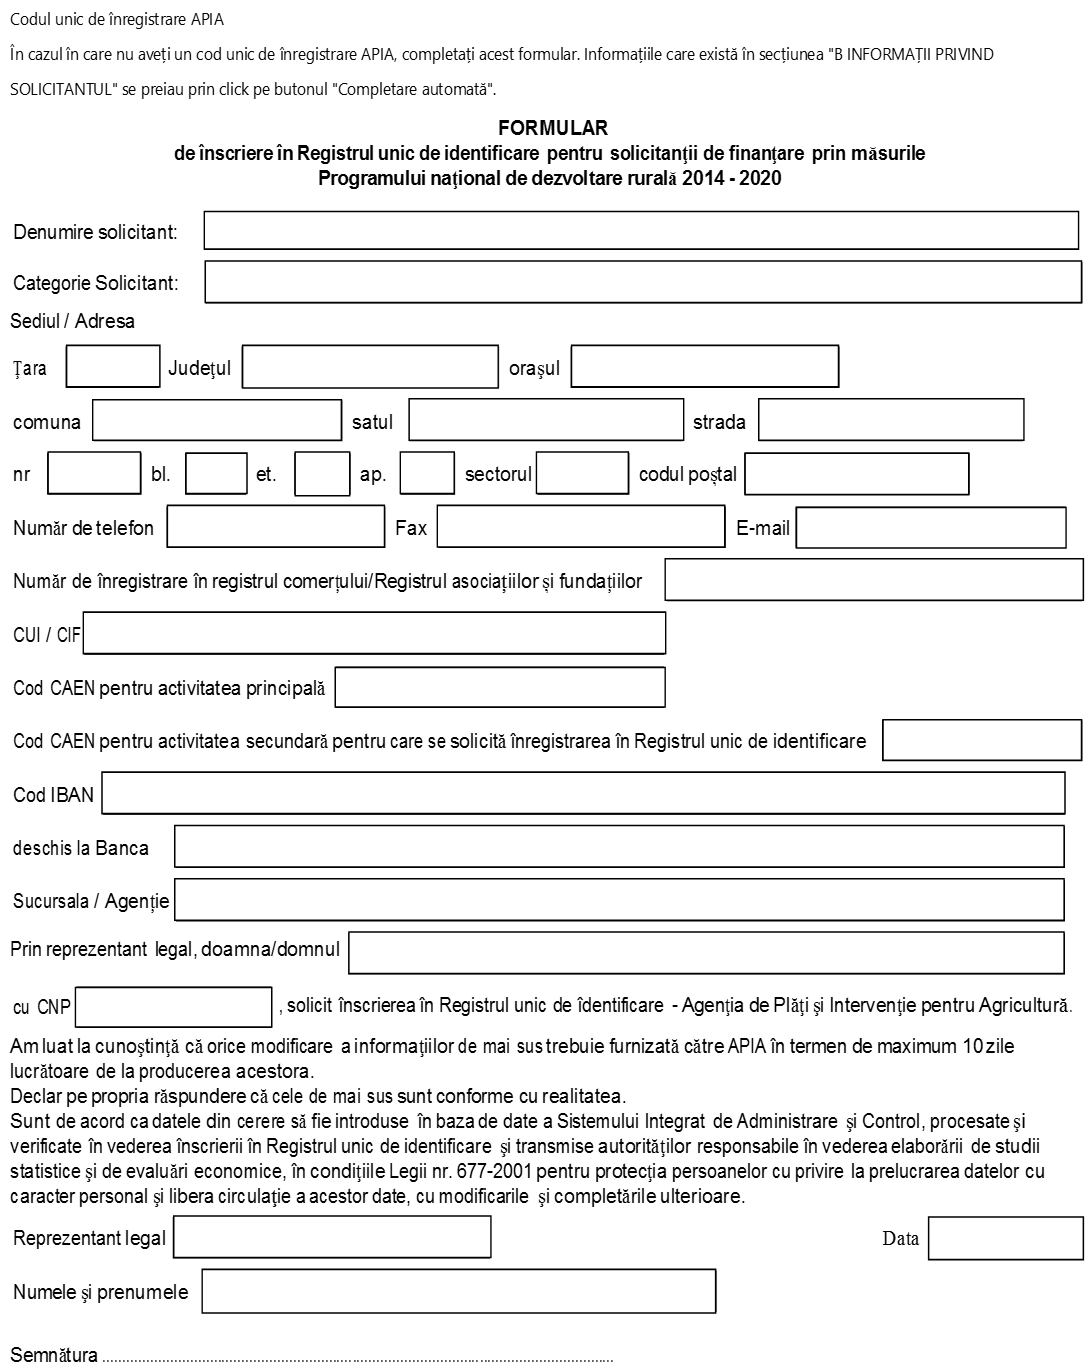 Codul unic de înregistrare APIA
În cazul în care nu aveți un cod unic de înregistrare APIA, completați acest formular. Informațiile care există în secțiunea "B INFORMAȚII PRIVIND
SOLICITANTUL" se preiau prin click pe butonul "Completare automată".
FORMULAR
de înscriere în Registrul unic de identificare pentru solicitanţii de finanţare prin măsurile
Programului naţional de dezvoltare rurală 2014 - 2020
Denumire solicitant:
Categorie Solicitant:
Sediul / Adresa
Ţara Judeţul oraşul
comuna satul strada
nr bl. et. ap. sectorul codul poștal
Număr de telefon Fax E-mail
Număr de înregistrare în registrul comerțului/Registrul asociațiilor și fundațiilor
CUI / CIF
Cod CAEN pentru activitatea principală
Cod CAEN pentru activitatea secundară pentru care se solicită înregistrarea în Registrul unic de identificare
Cod IBAN
deschis la Banca
Sucursala / Agenție
Prin reprezentant legal, doamna/domnul
cu CNP , solicit înscrierea în Registrul unic de îdentificare - Agenţia de Plăţi şi Intervenţie pentru Agricultură.
Am luat la cunoştinţă că orice modificare a informaţiilor de mai sus trebuie furnizată către APIA în termen de maximum 10 zile
lucrătoare de la producerea acestora.
Declar pe propria răspundere că cele de mai sus sunt conforme cu realitatea.
Sunt de acord ca datele din cerere să fie introduse în baza de date a Sistemului Integrat de Administrare şi Control, procesate şi
verificate în vederea înscrierii în Registrul unic de identificare şi transmise autorităţilor responsabile în vederea elaborării de studii
statistice şi de evaluări economice, în condiţiile Legii nr. 677-2001 pentru protecţia persoanelor cu privire la prelucrarea datelor cu
caracter personal şi libera circulaţie a acestor date, cu modificarile şi completările ulterioare.
Reprezentant legal Data
Numele şi prenumele
Semnătura ........................................................................................................................